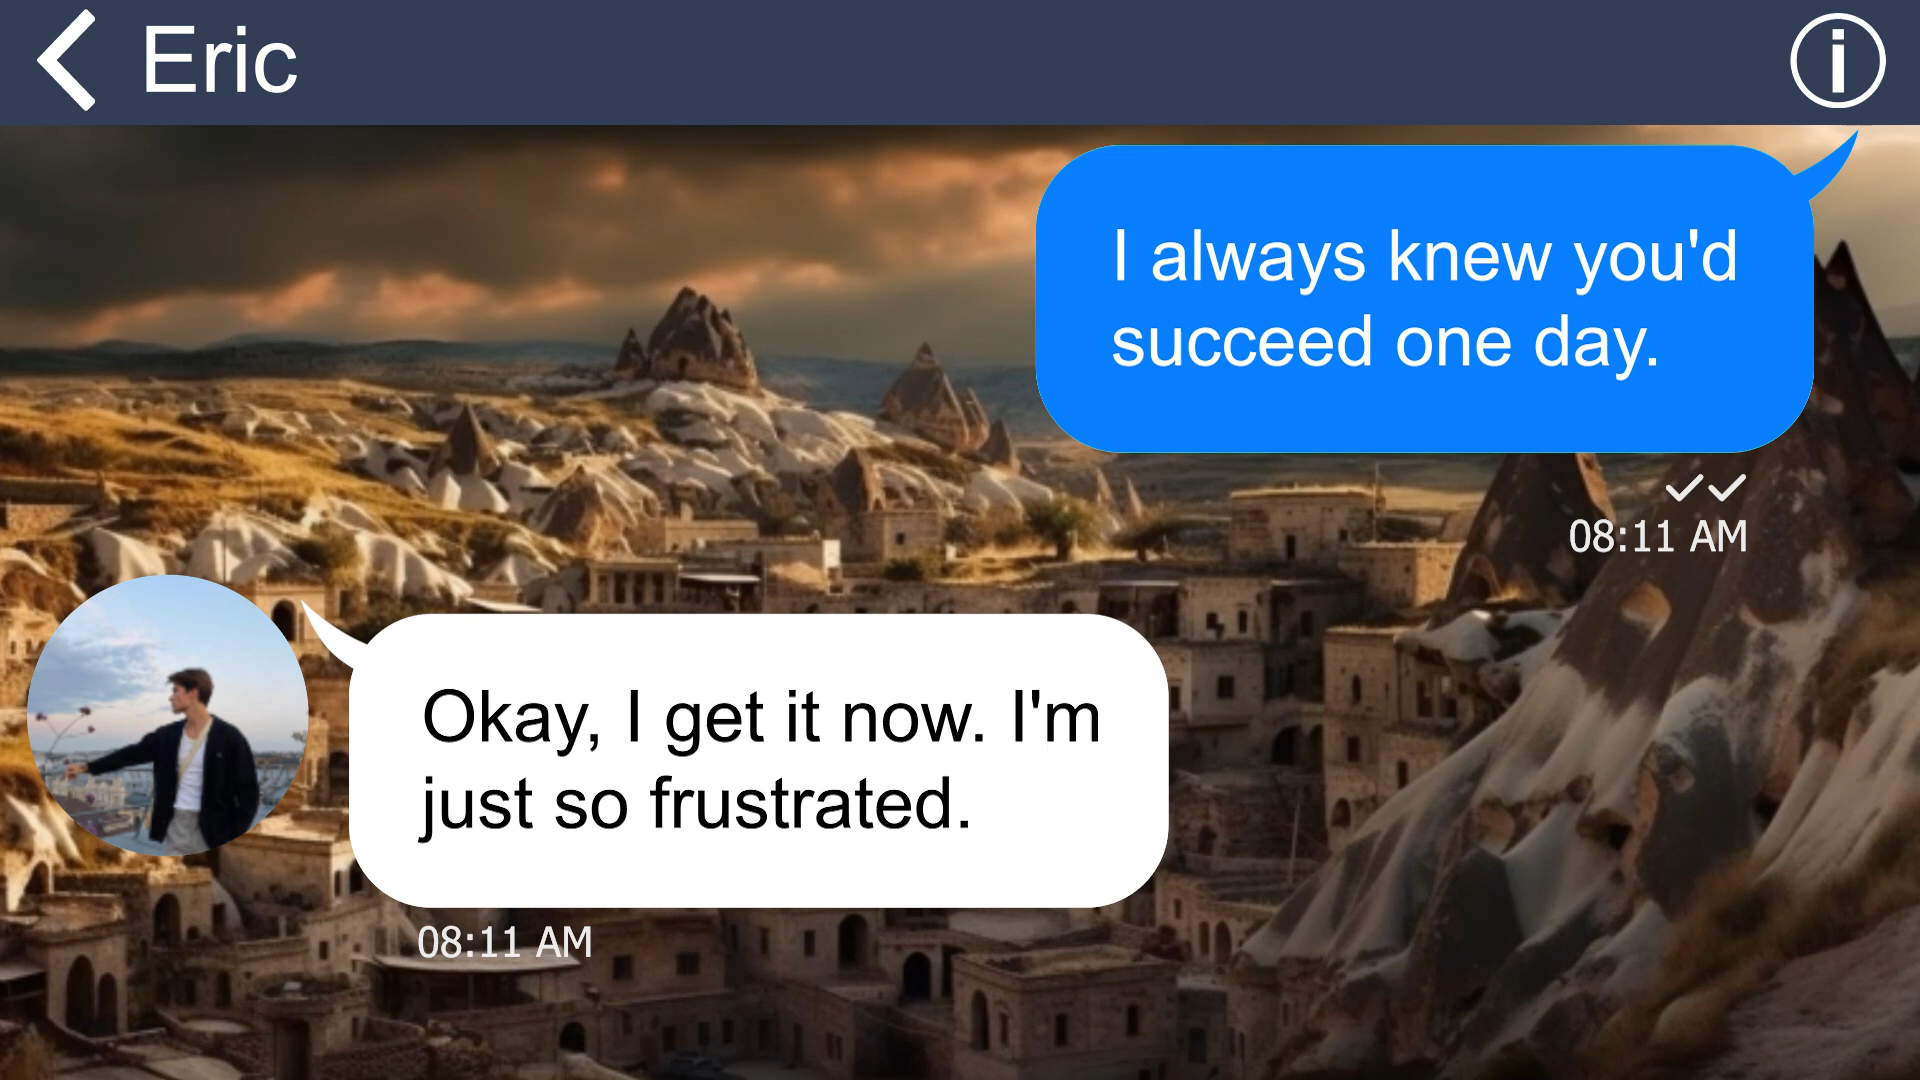 Eric
I always knew you'd
succeed one day.
08:11 AM
Okay, I get it now. I'm
just so frustrated.
08:11 AM